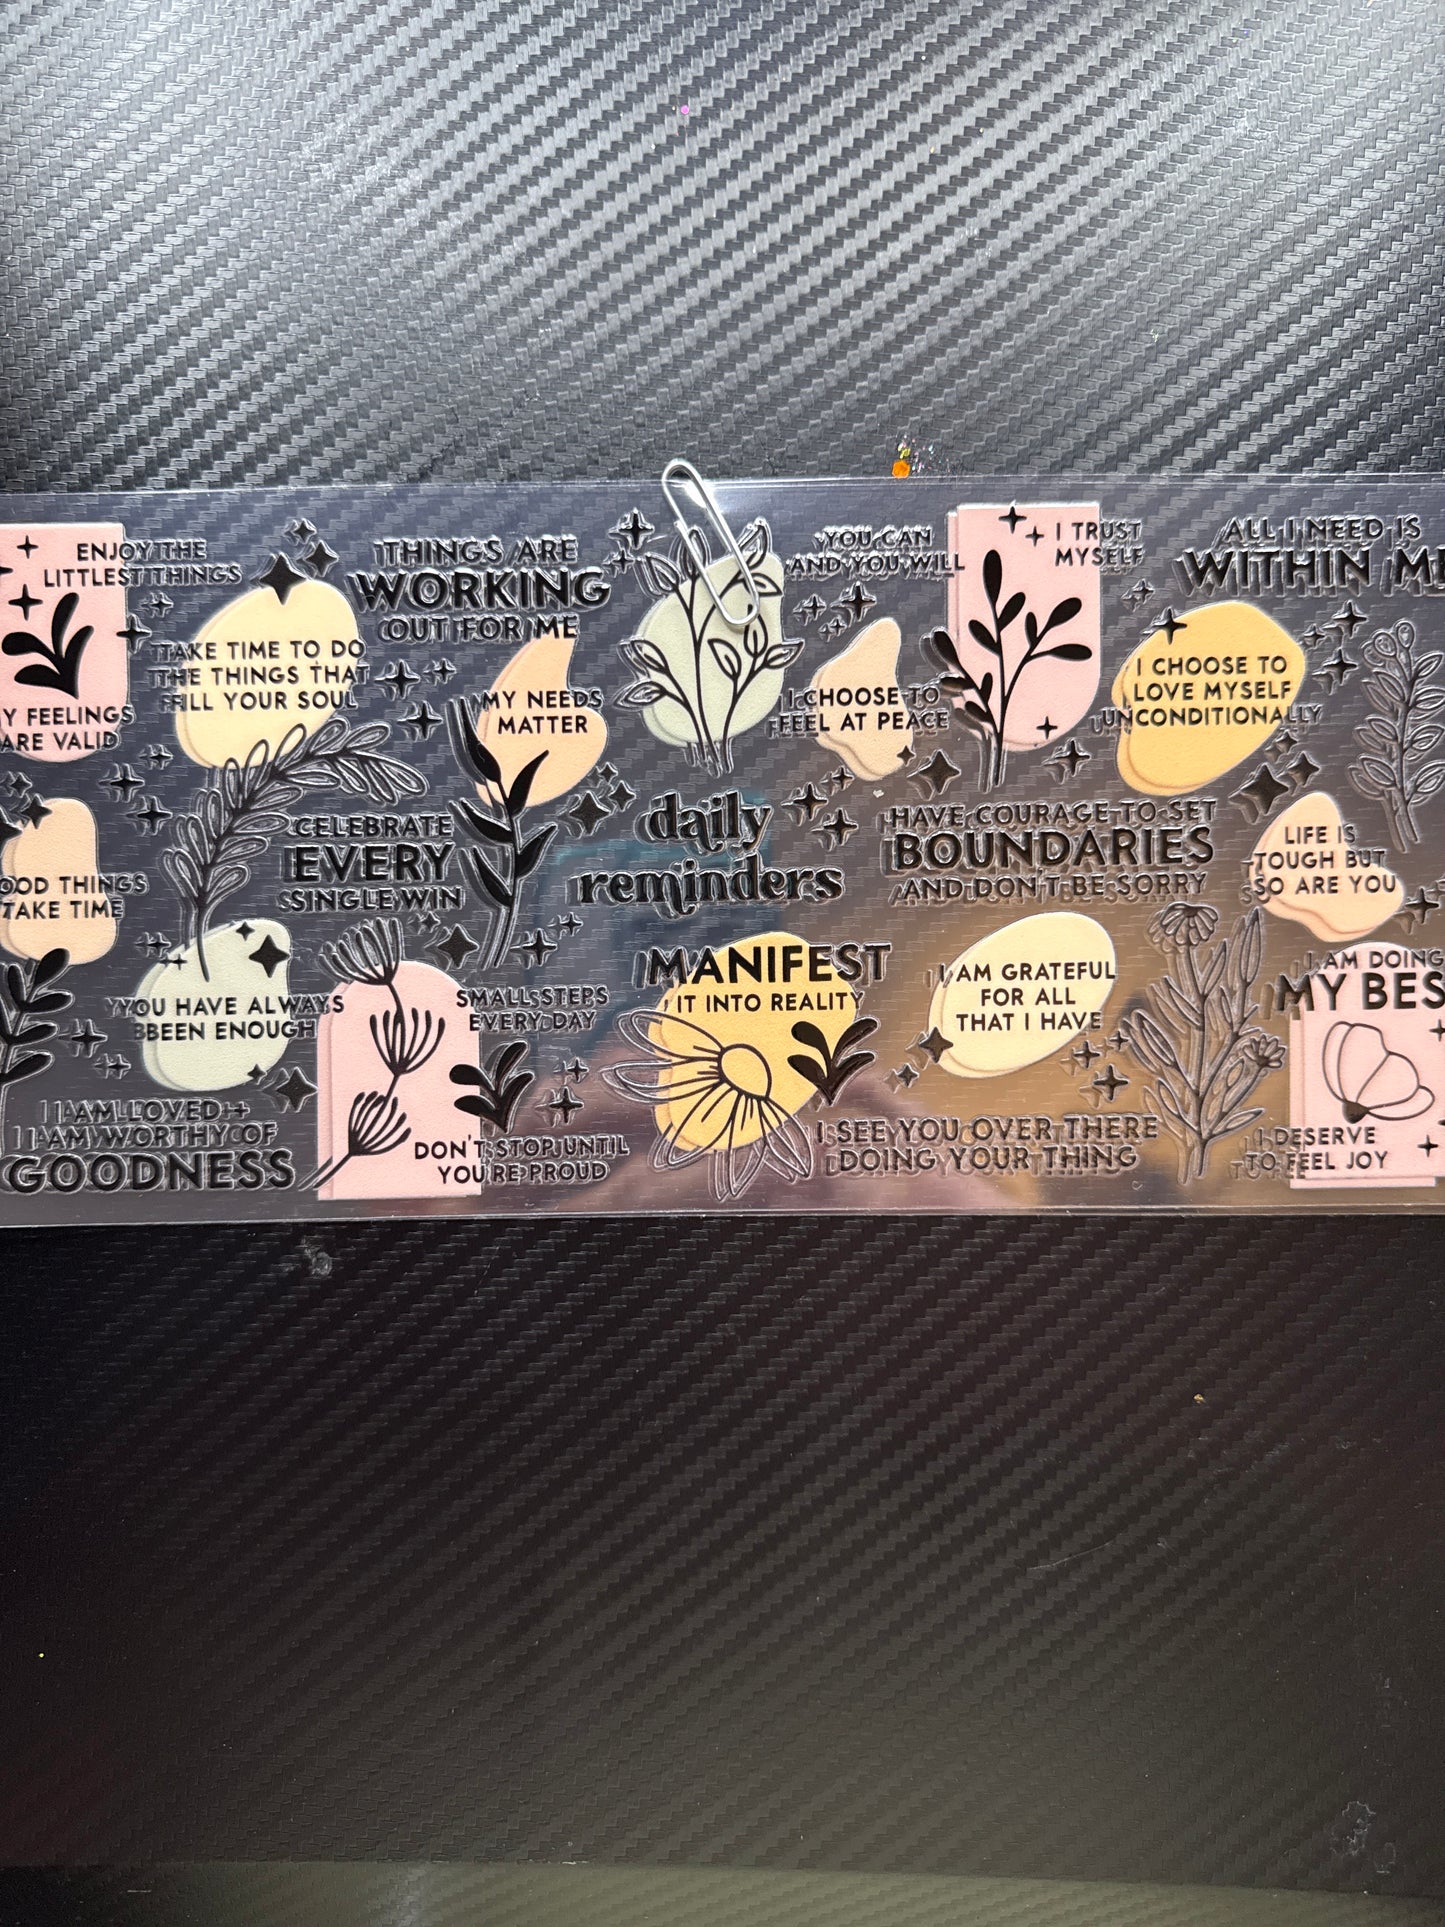 ENJOY THE
LITTLEST THINGS
Y FEELINGS
ARE VALID
TAKE TIME TO DO
THE THINGS THAT
FILL YOUR SOUL
THINGS ARE
WORKING
OUT FOR ME
MY NEEDS
MATTER
YOU CAN
AND YOU WILL
I CHOOSE TO
FEEL AT PEACE
I TRUST
MYSELF
ALL I NEED IS
WITHIN ME
I CHOOSE TO
LOVE MYSELF
UNCONDITIONALLY
OOD THINGS
TAKE TIME
CELEBRATE
EVERY
SINGLE WIN
daily
reminders
HAVE COURAGE TO SET
BOUNDARIES
AND DON'T BE SORRY
LIFE IS
TOUGH BUT
SO ARE YOU
YOU HAVE ALWAYS
BEEN ENOUGH
SMALL STEPS
EVERY DAY
MANIFEST
IT INTO REALITY
I AM GRATEFUL
FOR ALL
THAT I HAVE
I AM DOING
MY BES
I AM LOVED +
I AM WORTHY OF
GOODNESS
DON'T STOP UNTIL
YOU'RE PROUD
I SEE YOU OVER THERE
DOING YOUR THING
I DESERVE
TO FEEL JOY